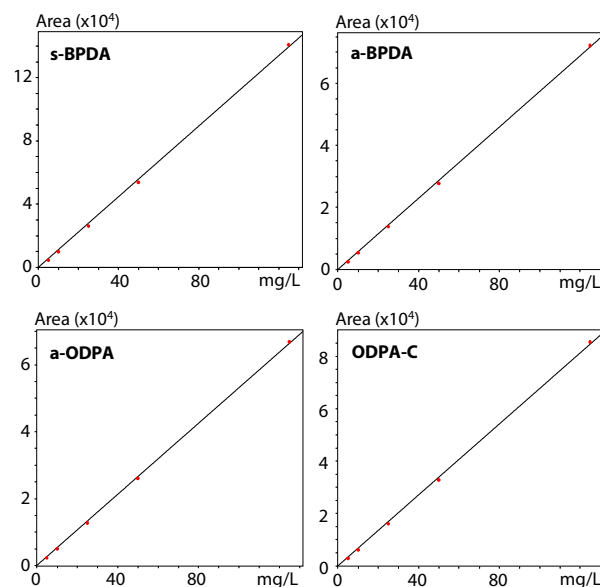 Area (x10⁴)
s-BPDA
12
8
4
0
0 40 80 mg/L
Area (x10⁴)
a-BPDA
6
4
2
0
0 40 80 mg/L
Area (x10⁴)
a-ODPA
6
4
2
0
0 40 80 mg/L
Area (x10⁴)
ODPA-C
8
6
4
2
0
0 40 80 mg/L